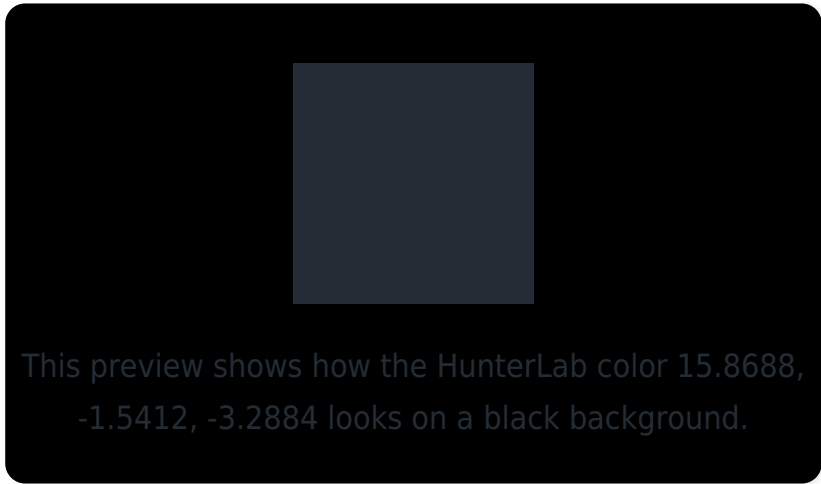 This preview shows how the HunterLab color 15.8688,
-1.5412, -3.2884 looks on a black background.